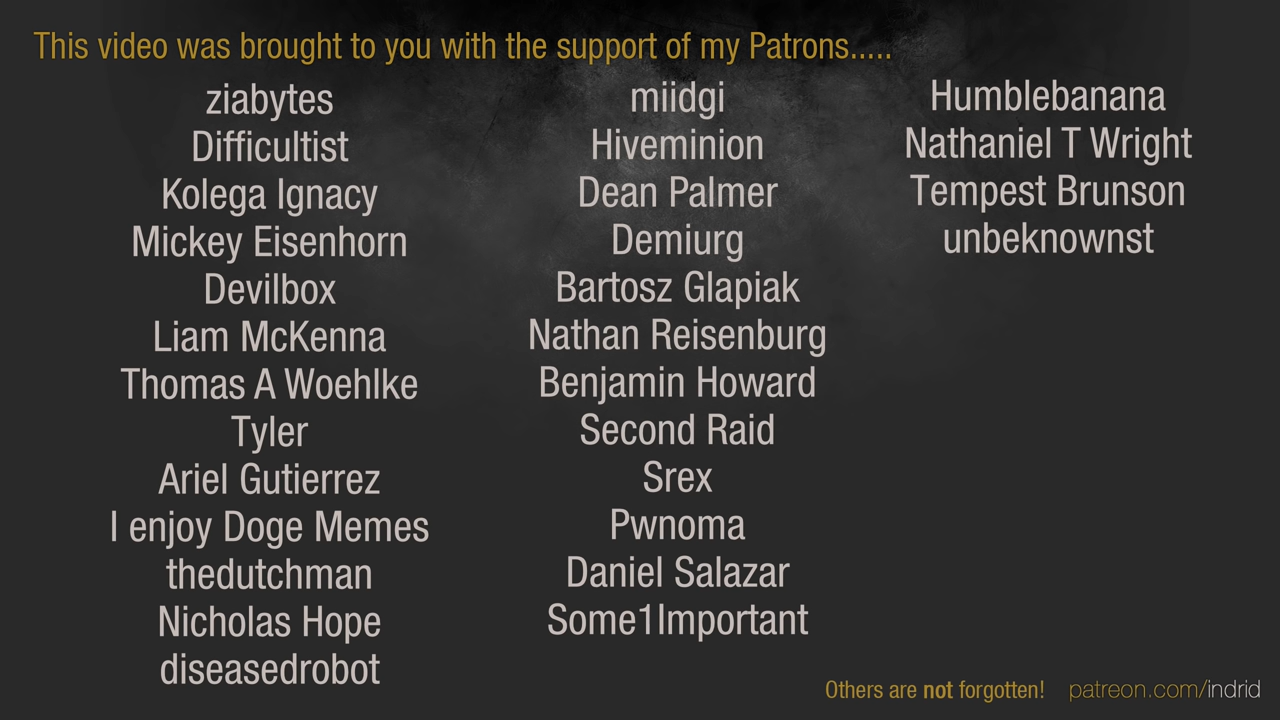 This video was brought to you with the support of my Patrons.....
ziabytes
Difficultist
Kolega Ignacy
Mickey Eisenhorn
Devilbox
Liam McKenna
Thomas A Woehlke
Tyler
Ariel Gutierrez
I enjoy Doge Memes
thedutchman
Nicholas Hope
diseasedrobot
miidgi
Hiveminion
Dean Palmer
Demiurg
Bartosz Glapiak
Nathan Reisenburg
Benjamin Howard
Second Raid
Srex
Pwnoma
Daniel Salazar
Some1Important
Humblebanana
Nathaniel T Wright
Tempest Brunson
unbeknownst
Others are not forgotten! patreon.com/indrid